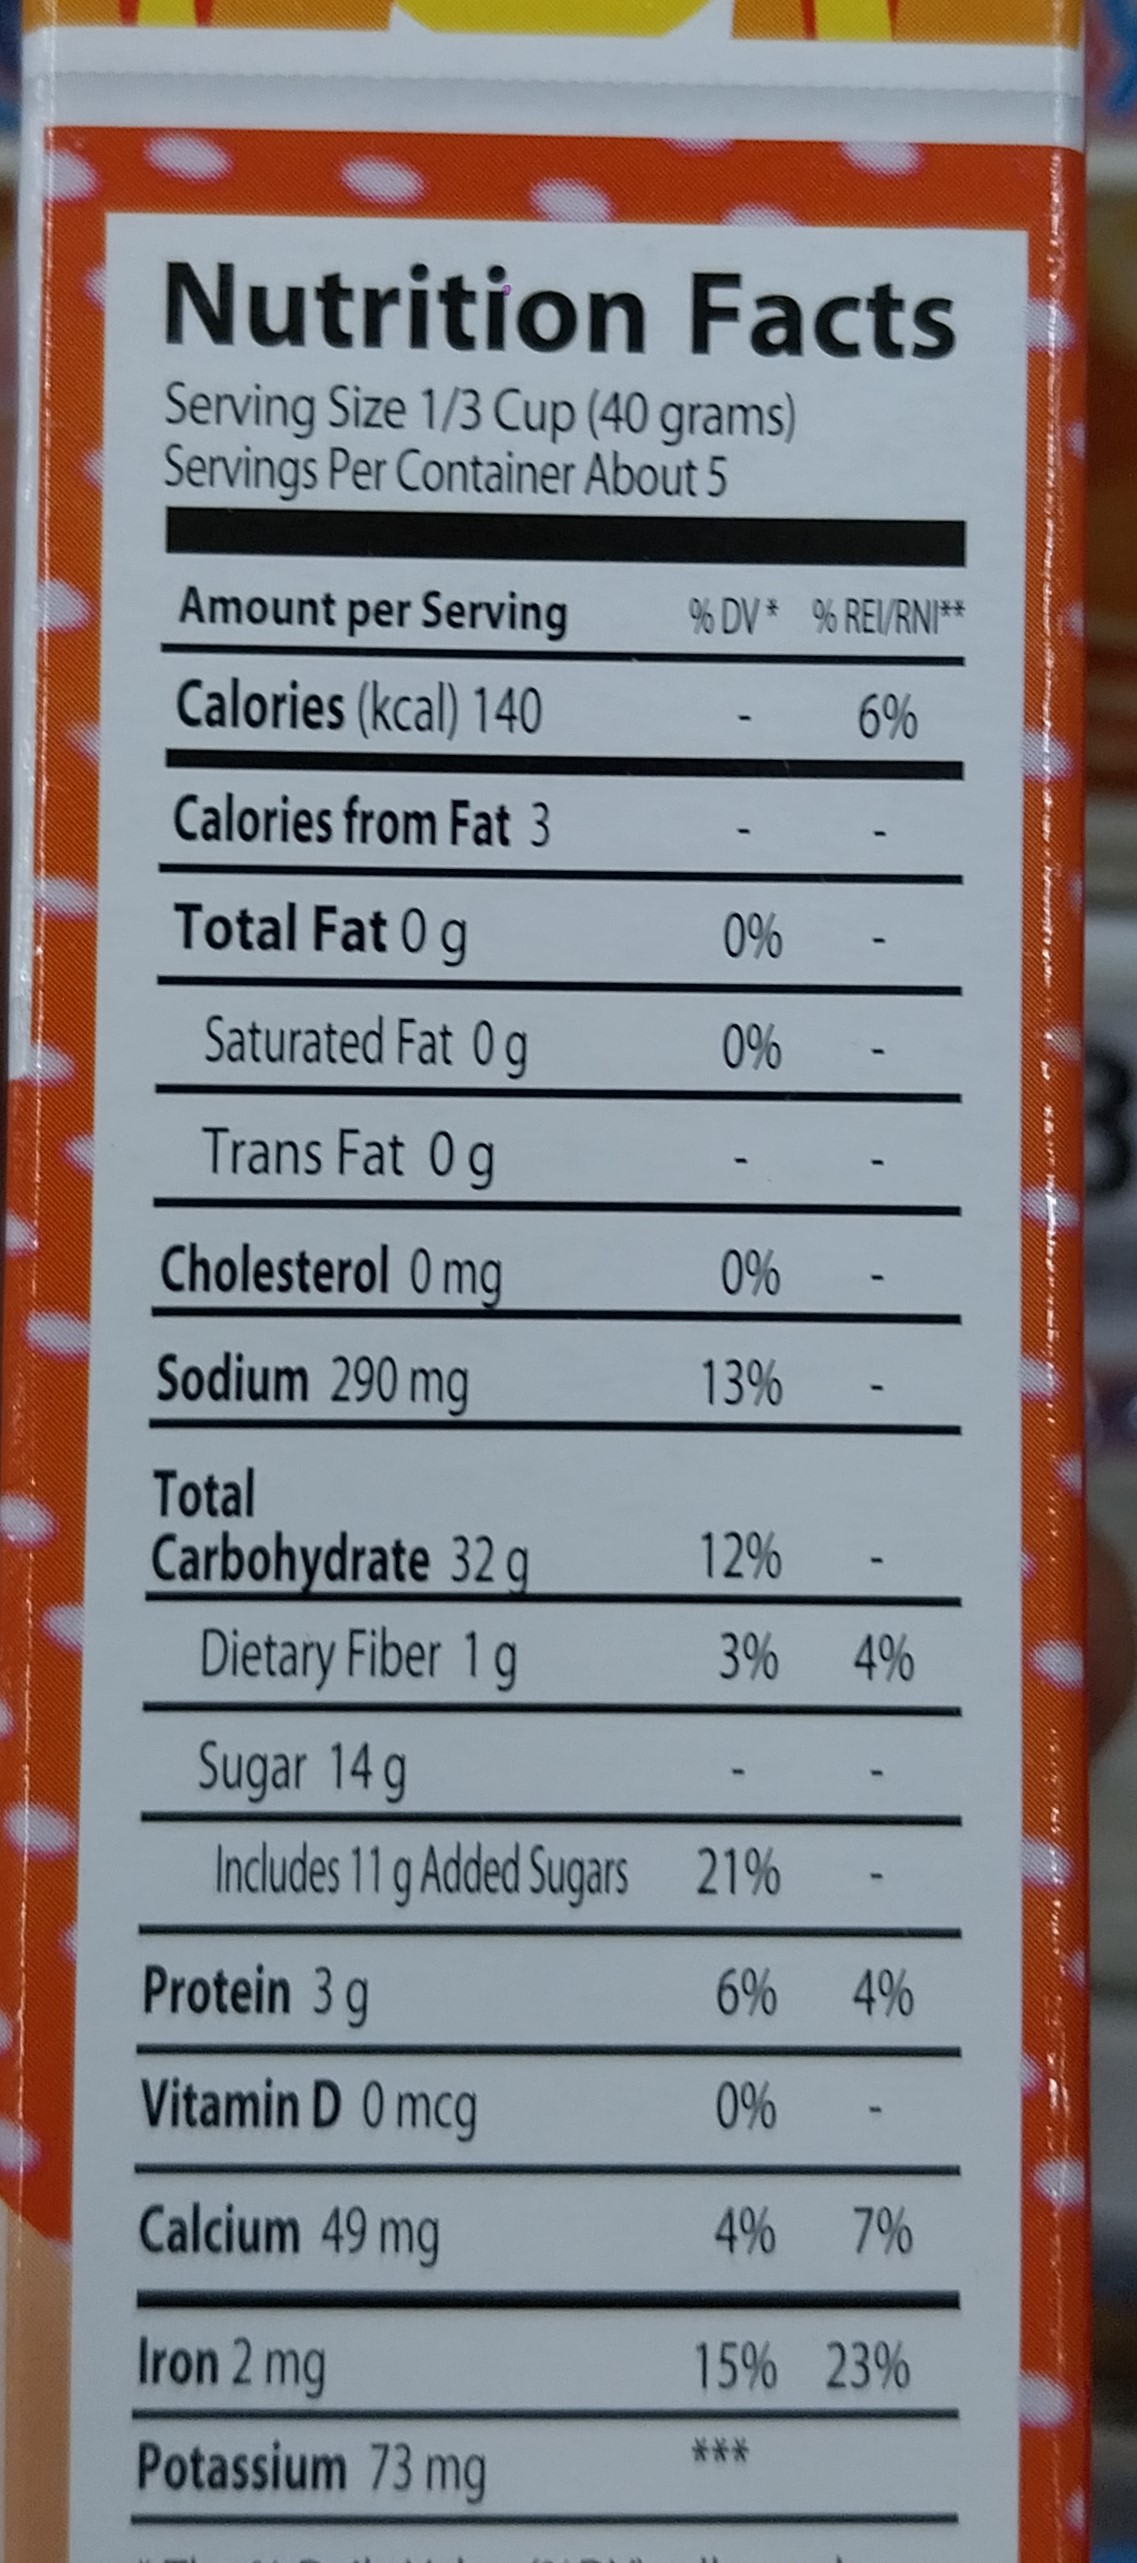 Nutrition Facts
Serving Size 1/3 Cup (40 grams)
Servings Per Container About 5
Amount per Serving % DV* % REI/RNI**
Calories (kcal) 140 - 6%
Calories from Fat 3 - -
Total Fat 0 g 0% -
Saturated Fat 0 g 0% -
Trans Fat 0 g - -
Cholesterol 0 mg 0% -
Sodium 290 mg 13% -
Total
Carbohydrate 32 g 12% -
Dietary Fiber 1 g 3% 4%
Sugar 14 g - -
Includes 11 g Added Sugars 21% -
Protein 3 g 6% 4%
Vitamin D 0 mcg 0% -
Calcium 49 mg 4% 7%
Iron 2 mg 15% 23%
Potassium 73 mg ***